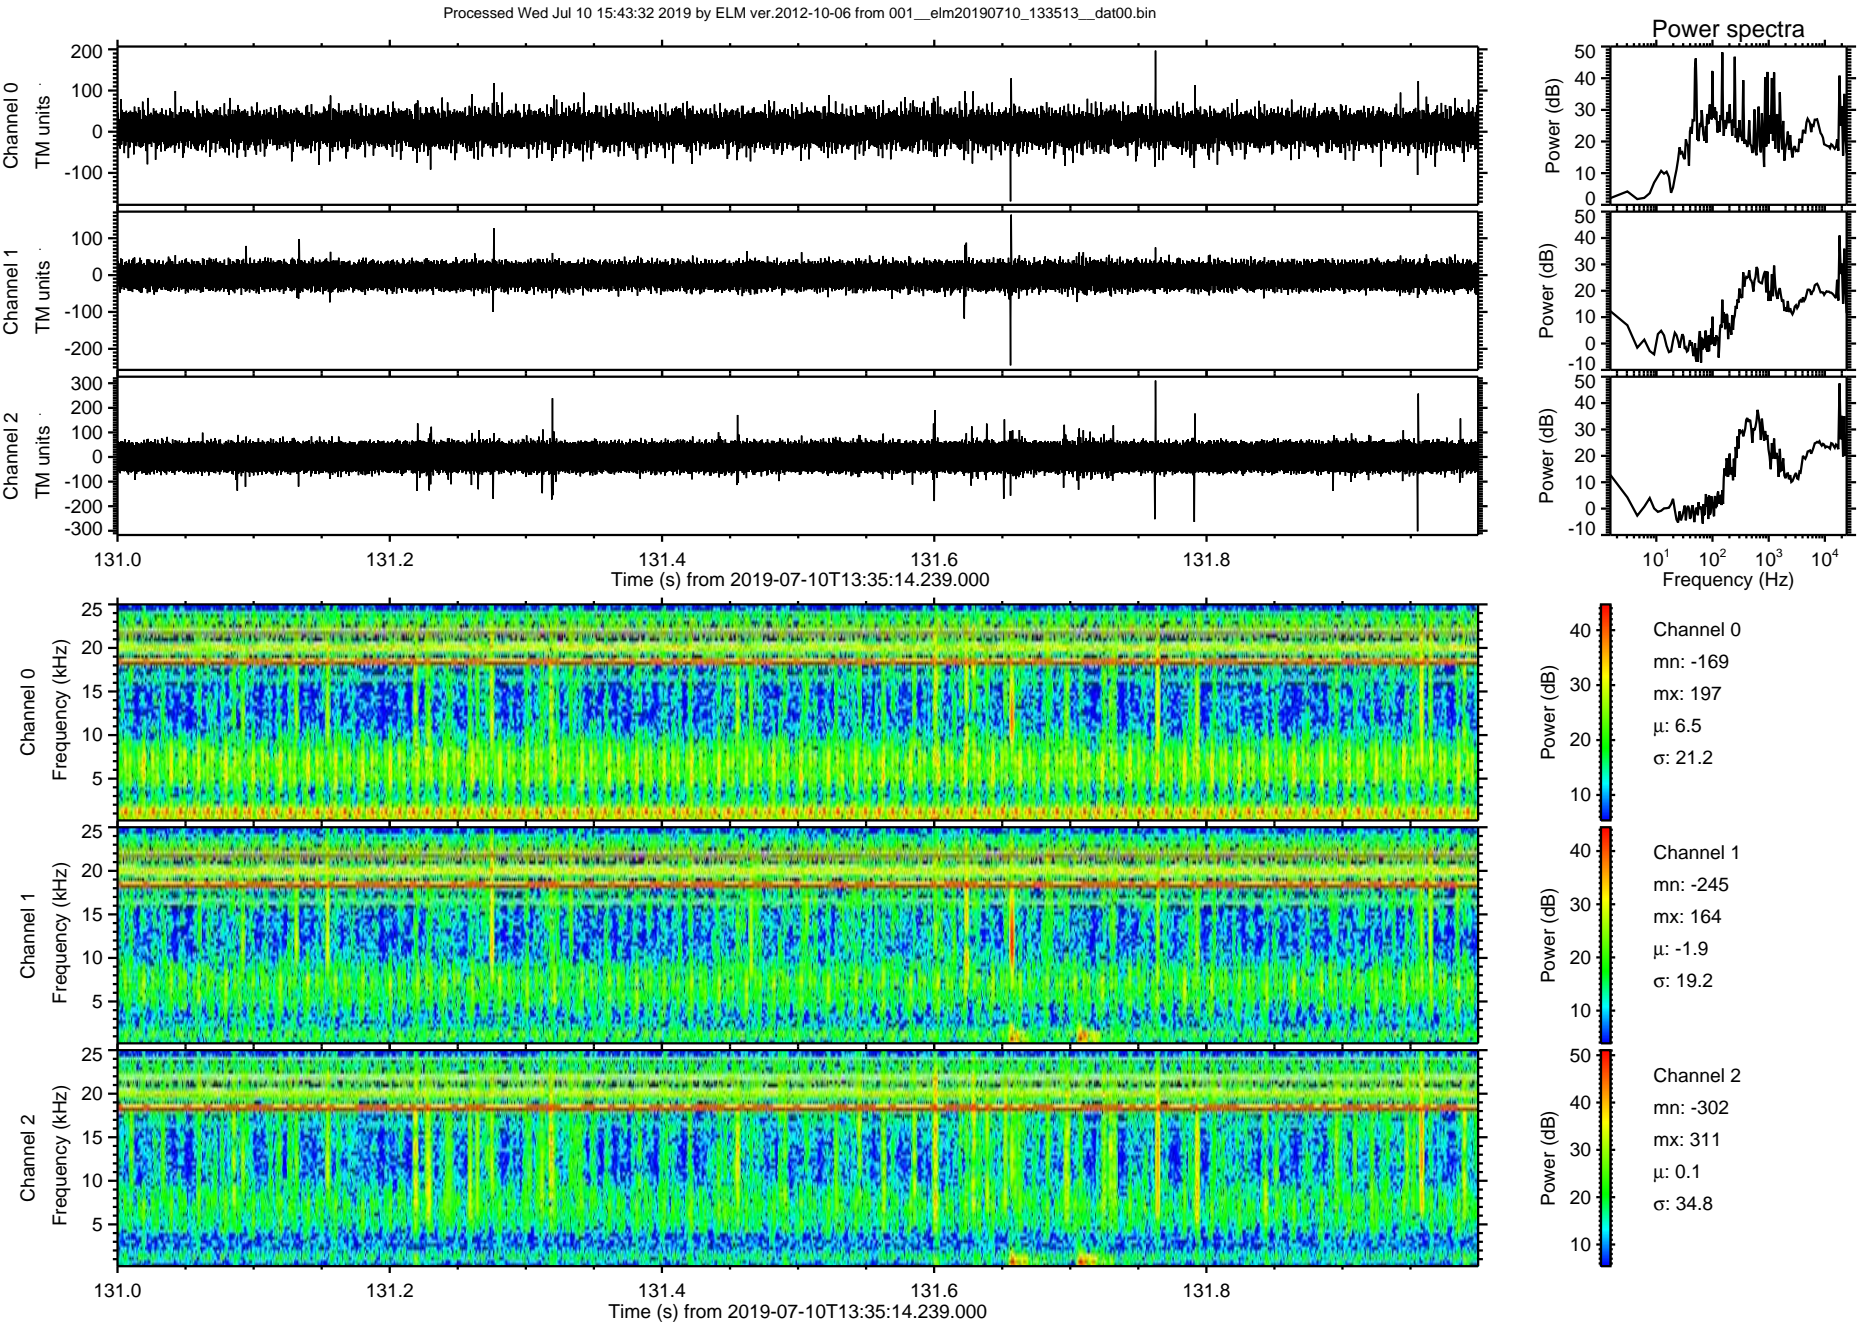 Processed Wed Jul 10 15:43:32 2019 by ELM ver.2012-10-06 from 001__elm20190710_133513__dat00.bin
Power spectra
Channel 0
TM units
200
100
0
-100
Power (dB)
50
40
30
20
10
0
Channel 1
TM units
100
0
-100
-200
Power (dB)
50
40
30
20
10
0
-10
Channel 2
TM units
300
200
100
0
-100
-200
-300
Power (dB)
50
40
30
20
10
0
-10
131.0 131.2 131.4 131.6 131.8
Time (s) from 2019-07-10T13:35:14.239.000
10^1 10^2 10^3 10^4
Frequency (Hz)
Channel 0
Frequency (kHz)
25
20
15
10
5
Power (dB)
40
30
20
10
Channel 0
mn: -169
mx: 197
μ: 6.5
σ: 21.2
Channel 1
Frequency (kHz)
25
20
15
10
5
Power (dB)
40
30
20
10
Channel 1
mn: -245
mx: 164
μ: -1.9
σ: 19.2
Channel 2
Frequency (kHz)
25
20
15
10
5
Power (dB)
50
40
30
20
10
Channel 2
mn: -302
mx: 311
μ: 0.1
σ: 34.8
131.0 131.2 131.4 131.6 131.8
Time (s) from 2019-07-10T13:35:14.239.000